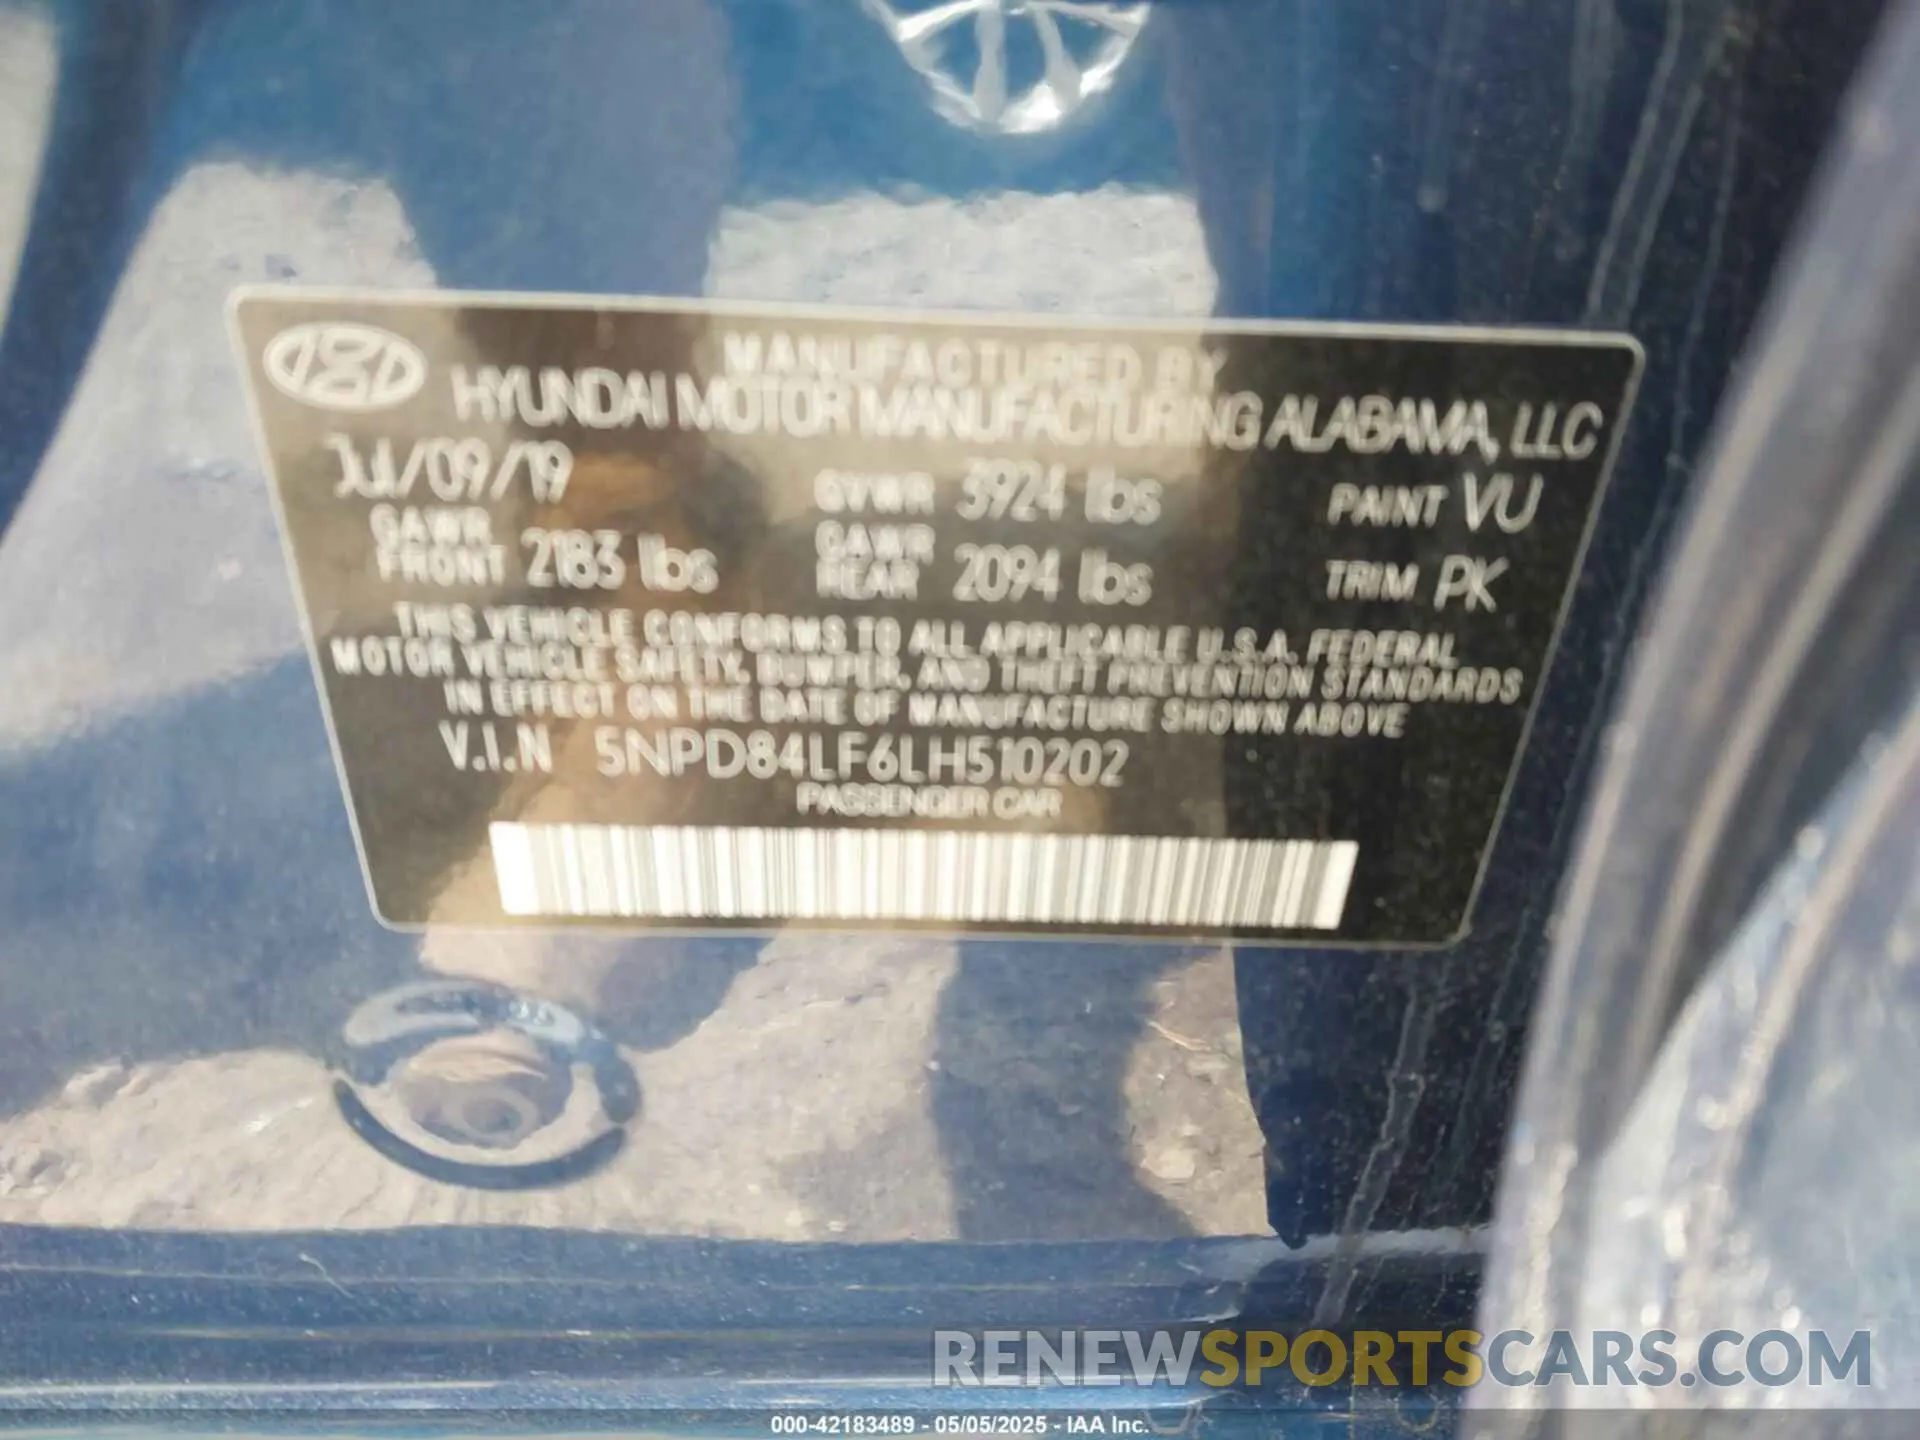 MANUFACTURED BY
HYUNDAI MOTOR MANUFACTURING ALABAMA, LLC
Jul/09/19 GVWR 3924 lbs PAINT VU
GAWR FRONT 2183 lbs GAWR REAR 2094 lbs TRIM PK
THIS VEHICLE CONFORMS TO ALL APPLICABLE U.S.A. FEDERAL
MOTOR VEHICLE SAFETY, BUMPER, AND THEFT PREVENTION STANDARDS
IN EFFECT ON THE DATE OF MANUFACTURE SHOWN ABOVE
V.I.N 5NPD84LF6LH510202
PASSENGER CAR
RENEWSPORTSCARS.COM
000-42183489 - 05/05/2025 - IAA Inc.